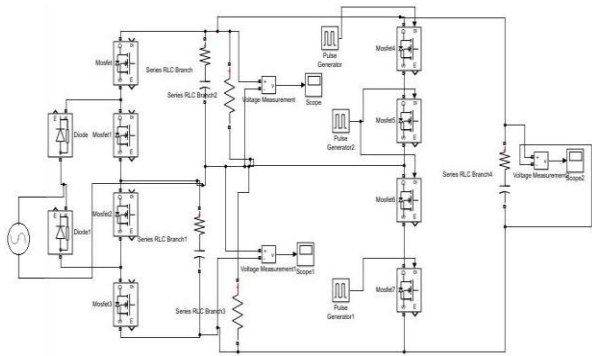 Mosfet
Series RLC Branch
Series RLC Branch2
Voltage Measurement
Scope
Pulse
Generator
Mosfet4
Diode
Mosfet1
Pulse
Generator2
Mosfet5
Series RLC Branch4
Voltage Measurement
Scope2
Diode1
Mosfet2
Series RLC Branch1
Mosfet6
Voltage Measurement1
Scope1
Mosfet3
Series RLC Branch3
Pulse
Generator1
Mosfet7